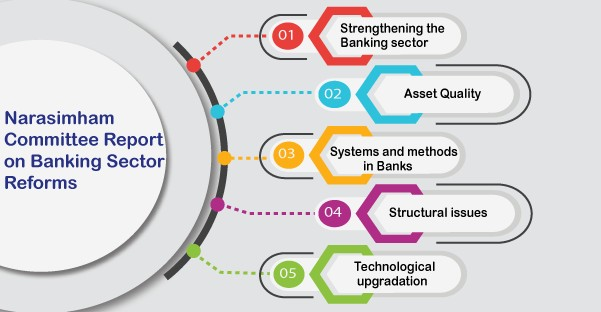 Narasimham
Committee Report
on Banking Sector
Reforms
01
Strengthening the
Banking sector
02
Asset Quality
03
Systems and methods
in Banks
04
Structural issues
05
Technological
upgradation